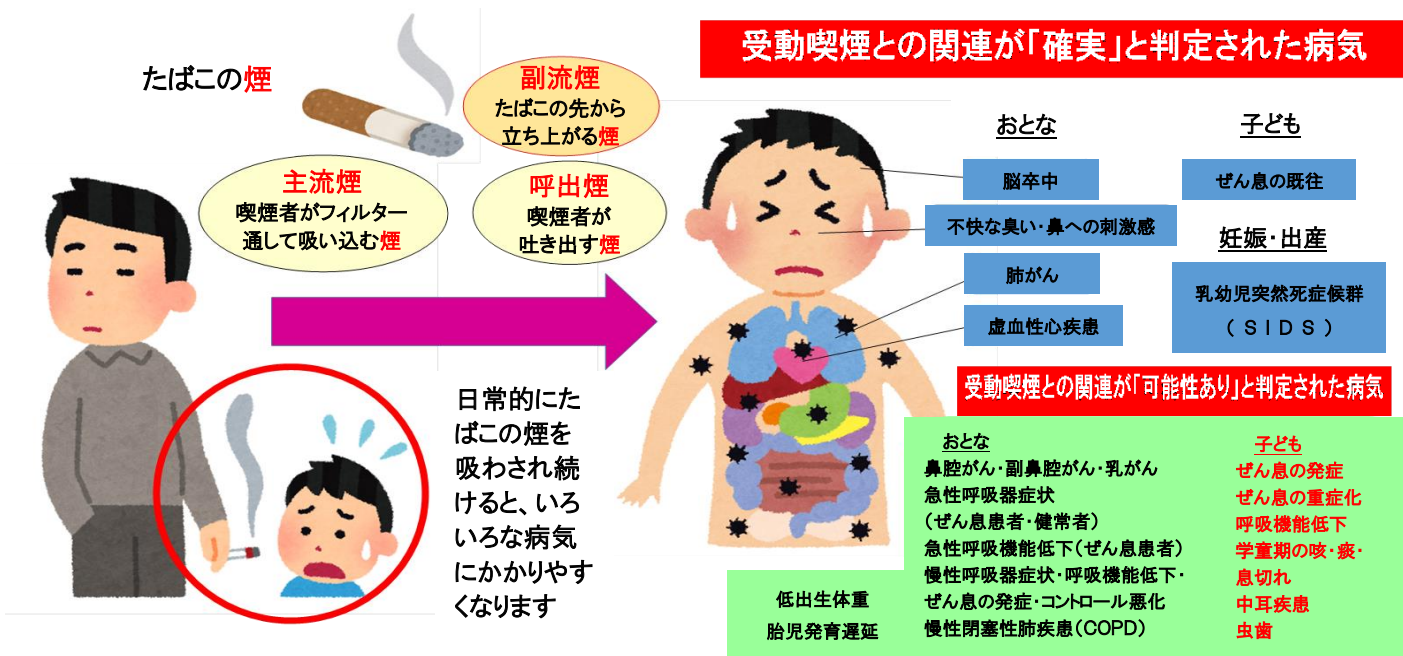 たばこの煙
副流煙
たばこの先から
立ち上がる煙
主流煙
喫煙者がフィルター
通して吸い込む煙
呼出煙
喫煙者が
吐き出す煙
日常的にた
ばこの煙を
吸わされ続
けると、いろ
いろな病気
にかかりやす
くなります
受動喫煙との関連が「確実」と判定された病気
おとな
脳卒中
不快な臭い・鼻への刺激感
肺がん
虚血性心疾患
子ども
ぜん息の既往
妊娠・出産
乳幼児突然死症候群
（ＳＩＤＳ）
受動喫煙との関連が「可能性あり」と判定された病気
おとな
鼻腔がん・副鼻腔がん・乳がん
急性呼吸器症状
（ぜん息患者・健常者）
急性呼吸機能低下（ぜん息患者）
慢性呼吸器症状・呼吸機能低下・
ぜん息の発症・コントロール悪化
慢性閉塞性肺疾患（COPD）
子ども
ぜん息の発症
ぜん息の重症化
呼吸機能低下
学童期の咳・痰・
息切れ
中耳疾患
虫歯
低出生体重
胎児発育遅延